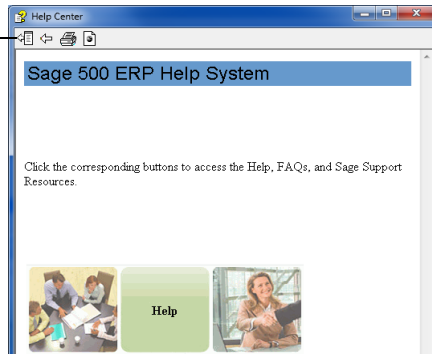 Help Center
Sage 500 ERP Help System
Click the corresponding buttons to access the Help, FAQs, and Sage Support
Resources.
Help